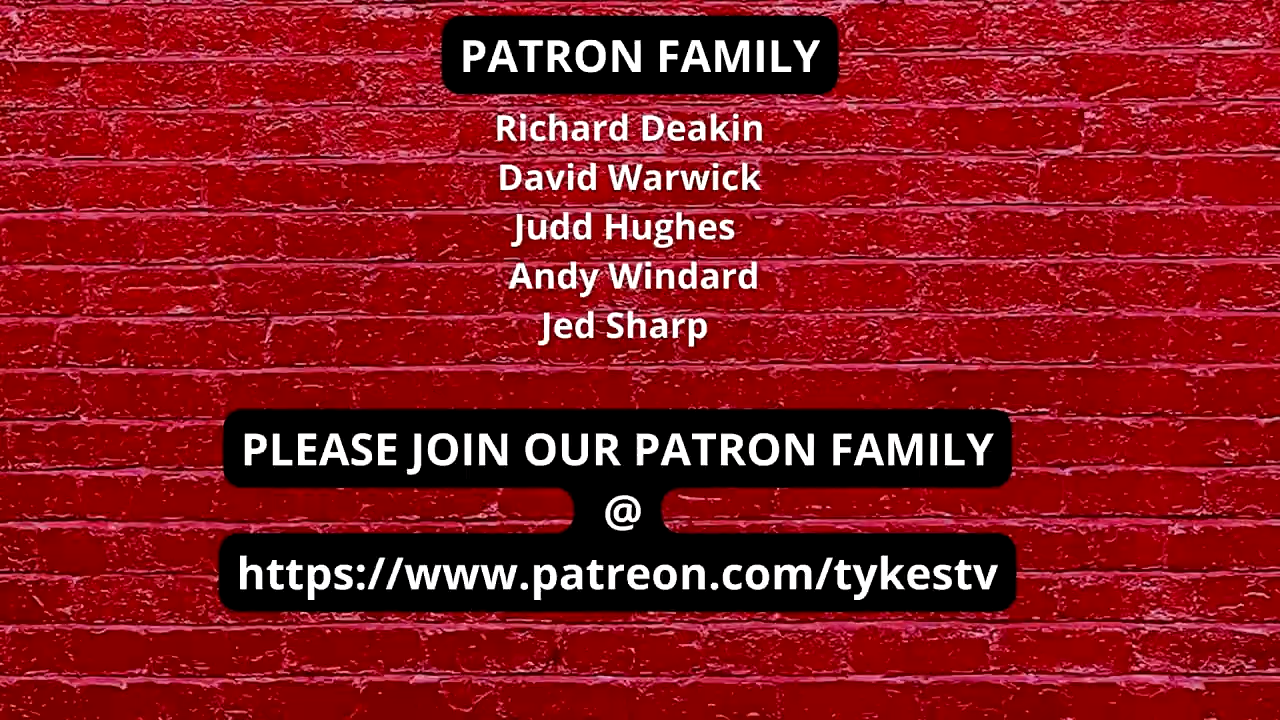 PATRON FAMILY
Richard Deakin
David Warwick
Judd Hughes
Andy Windard
Jed Sharp
PLEASE JOIN OUR PATRON FAMILY
@
https://www.patreon.com/tykestv